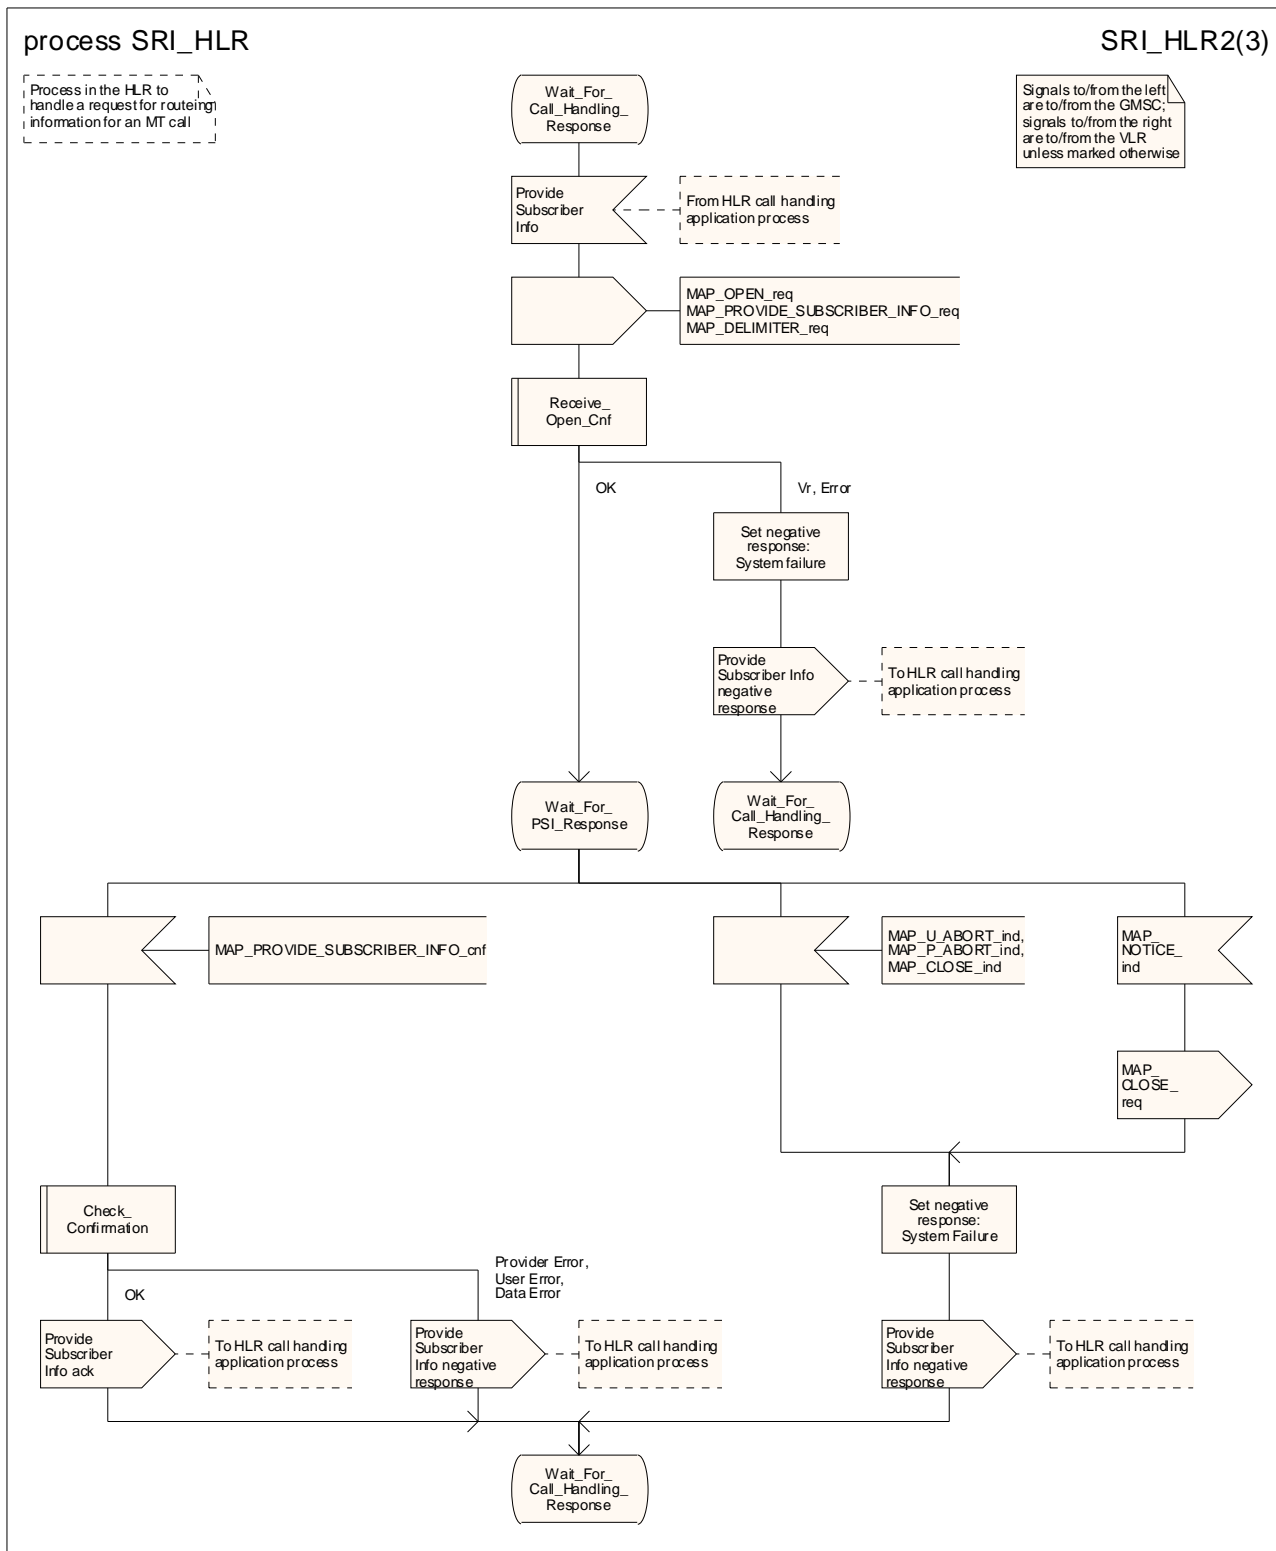 process SRI_HLR
SRI_HLR2(3)
Process in the HLR to
handle a request for routeing
information for an MT call
Wait_For_
Call_Handling_
Response
Signals to/from the left
are to/from the GMSC;
signals to/from the right
are to/from the VLR
unless marked otherwise
Provide
Subscriber
Info
From HLR call handling
application process
MAP_OPEN_req
MAP_PROVIDE_SUBSCRIBER_INFO_req
MAP_DELIMITER_req
Receive_
Open_Cnf
OK
Vr, Error
Set negative
response:
System failure
Provide
Subscriber Info
negative
response
To HLR call handling
application process
Wait_For_
PSI_Response
Wait_For_
Call_Handling_
Response
MAP_PROVIDE_SUBSCRIBER_INFO_cnf
MAP_U_ABORT_ind,
MAP_P_ABORT_ind,
MAP_CLOSE_ind
MAP_
NOTICE_
ind
MAP_
CLOSE_
req
Check_
Confirmation
Set negative
response:
System Failure
OK
Provider Error,
User Error,
Data Error
Provide
Subscriber
Info ack
To HLR call handling
application process
Provide
Subscriber
Info negative
response
To HLR call handling
application process
Provide
Subscriber
Info negative
response
To HLR call handling
application process
Wait_For_
Call_Handling_
Response